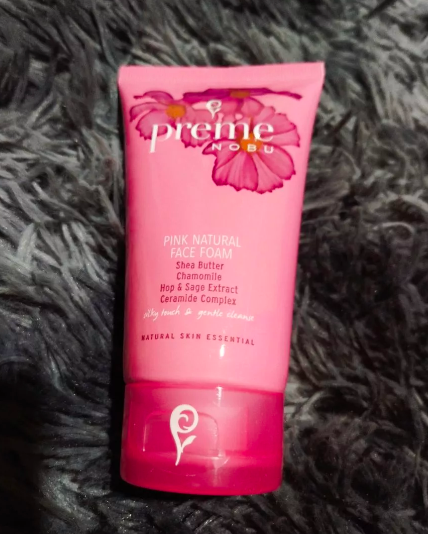 preme
NOBU
PINK NATURAL
FACE FOAM
Shea Butter
Chamomile
Hop & Sage Extract
Ceramide Complex
silky touch & gentle cleanse
NATURAL SKIN ESSENTIAL